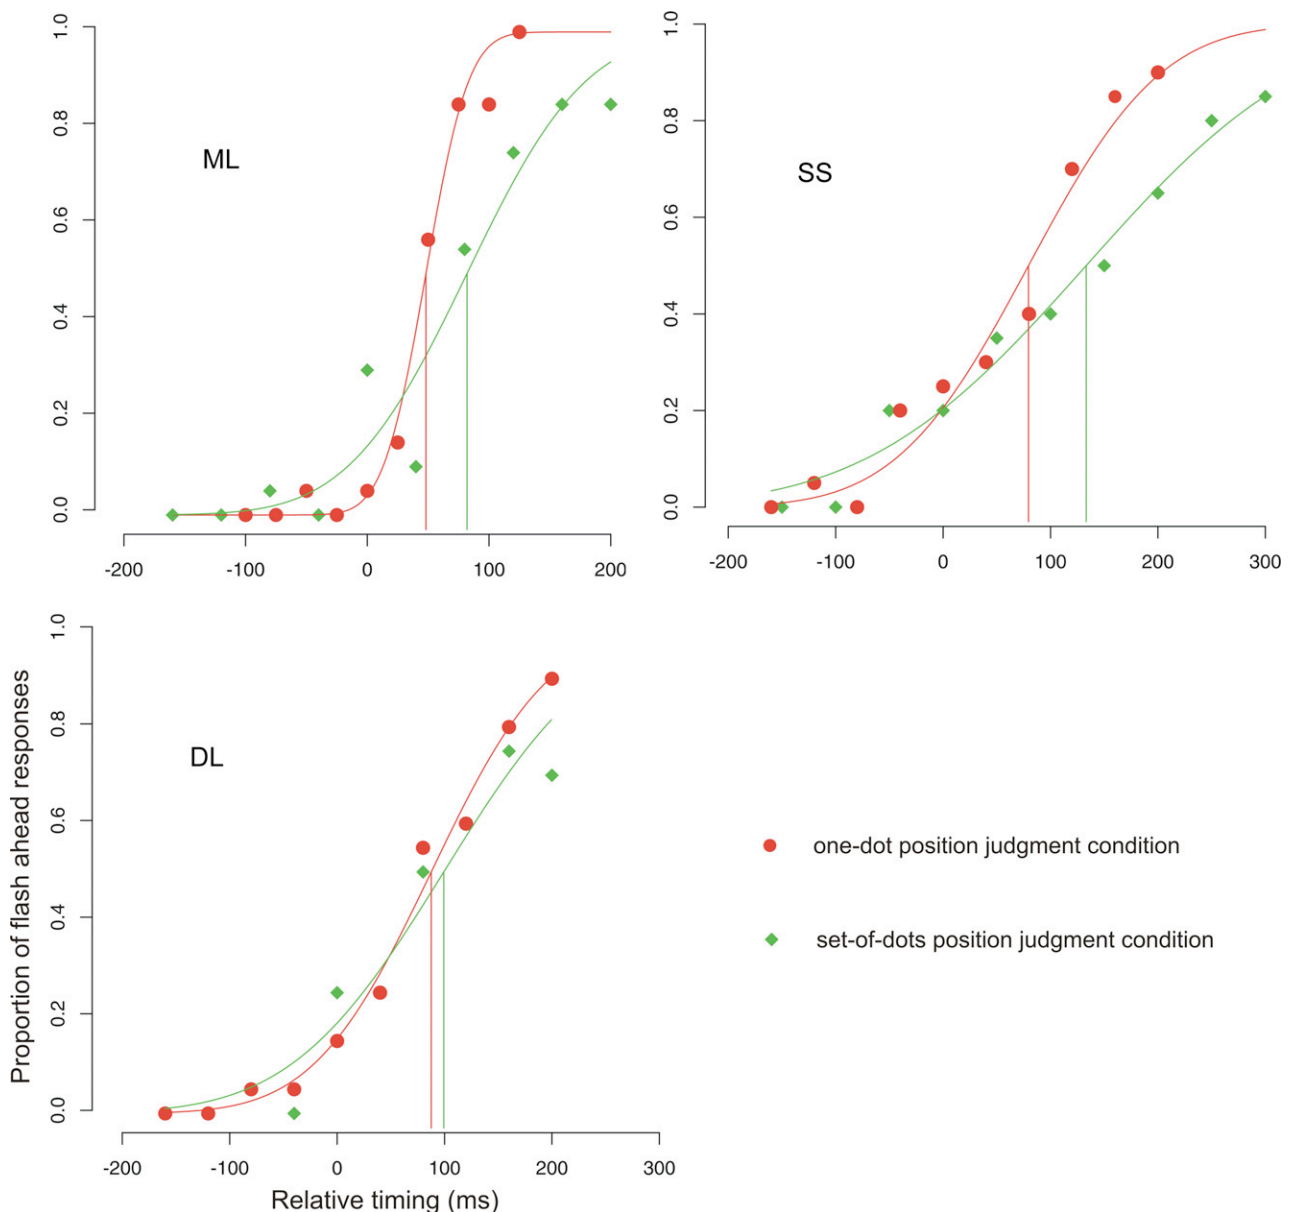 ML
0.0
0.2
0.4
0.6
0.8
1.0
-200 -100 0 100 200
SS
0.0
0.2
0.4
0.6
0.8
1.0
-200 -100 0 100 200 300
DL
Proportion of flash ahead responses
0.0
0.2
0.4
0.6
0.8
1.0
-200 -100 0 100 200 300
Relative timing (ms)
one-dot position judgment condition
set-of-dots position judgment condition